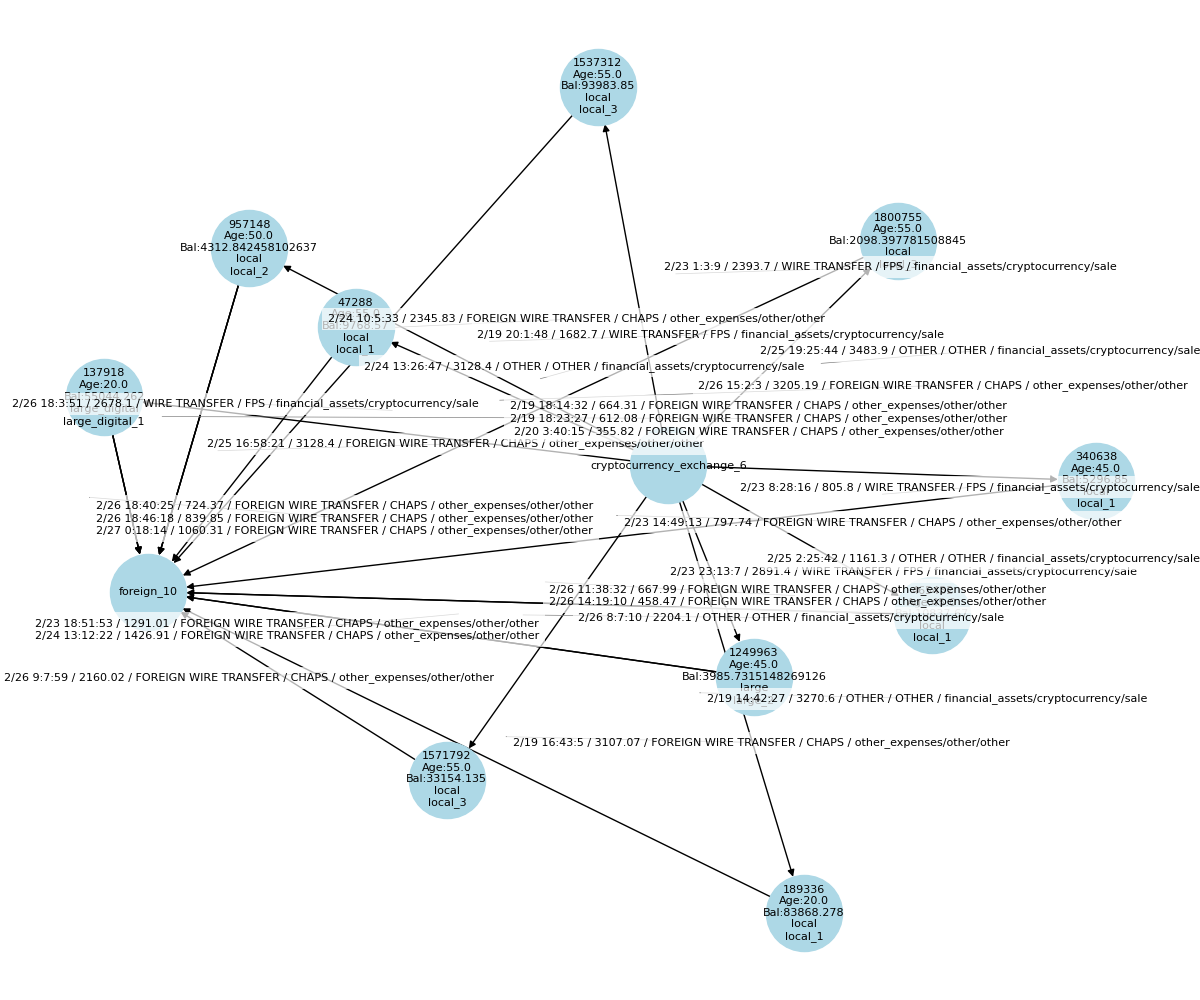 1537312
Age:55.0
Bal:93983.85
local
local_3
957148
Age:50.0
Bal:4312.842458102637
local
local_2
1800755
Age:55.0
Bal:2098.397781508845
local
2/23 1:3:9 / 2393.7 / WIRE TRANSFER / FPS / financial_assets/cryptocurrency/sale
47288
Age:55.0
Bal:9768.57
local
local_1
2/24 10:5:33 / 2345.83 / FOREIGN WIRE TRANSFER / CHAPS / other_expenses/other/other
2/19 20:1:48 / 1682.7 / WIRE TRANSFER / FPS / financial_assets/cryptocurrency/sale
2/25 19:25:44 / 3483.9 / OTHER / OTHER / financial_assets/cryptocurrency/sale
2/24 13:26:47 / 3128.4 / OTHER / OTHER / financial_assets/cryptocurrency/sale
137918
Age:20.0
large_digital
large_digital_1
2/26 15:2:3 / 3205.19 / FOREIGN WIRE TRANSFER / CHAPS / other_expenses/other/other
2/26 18:3:51 / 2678.1 / WIRE TRANSFER / FPS / financial_assets/cryptocurrency/sale
2/19 18:14:32 / 664.31 / FOREIGN WIRE TRANSFER / CHAPS / other_expenses/other/other
2/19 18:23:27 / 612.08 / FOREIGN WIRE TRANSFER / CHAPS / other_expenses/other/other
2/20 3:40:15 / 355.82 / FOREIGN WIRE TRANSFER / CHAPS / other_expenses/other/other
2/25 16:58:21 / 3128.4 / FOREIGN WIRE TRANSFER / CHAPS / other_expenses/other/other
cryptocurrency_exchange_6
340638
Age:45.0
Bal:5296.85
local
local_1
2/23 8:28:16 / 805.8 / WIRE TRANSFER / FPS / financial_assets/cryptocurrency/sale
2/26 18:40:25 / 724.37 / FOREIGN WIRE TRANSFER / CHAPS / other_expenses/other/other
2/26 18:46:18 / 839.85 / FOREIGN WIRE TRANSFER / CHAPS / other_expenses/other/other
2/27 0:18:14 / 1060.31 / FOREIGN WIRE TRANSFER / CHAPS / other_expenses/other/other
2/23 14:49:13 / 797.74 / FOREIGN WIRE TRANSFER / CHAPS / other_expenses/other/other
2/25 2:25:42 / 1161.3 / OTHER / OTHER / financial_assets/cryptocurrency/sale
2/23 23:13:7 / 2891.4 / WIRE TRANSFER / FPS / financial_assets/cryptocurrency/sale
foreign_10
2/26 11:38:32 / 667.99 / FOREIGN WIRE TRANSFER / CHAPS / other_expenses/other/other
2/26 14:19:10 / 458.47 / FOREIGN WIRE TRANSFER / CHAPS / other_expenses/other/other
2/26 8:7:10 / 2204.1 / OTHER / OTHER / financial_assets/cryptocurrency/sale
local
local_1
2/23 18:51:53 / 1291.01 / FOREIGN WIRE TRANSFER / CHAPS / other_expenses/other/other
2/24 13:12:22 / 1426.91 / FOREIGN WIRE TRANSFER / CHAPS / other_expenses/other/other
1249963
Age:45.0
Bal:3985.7315148269126
large
2/26 9:7:59 / 2160.02 / FOREIGN WIRE TRANSFER / CHAPS / other_expenses/other/other
2/19 14:42:27 / 3270.6 / OTHER / OTHER / financial_assets/cryptocurrency/sale
2/19 16:43:5 / 3107.07 / FOREIGN WIRE TRANSFER / CHAPS / other_expenses/other/other
1571792
Age:55.0
Bal:33154.135
local
local_3
189336
Age:20.0
Bal:83868.278
local
local_1